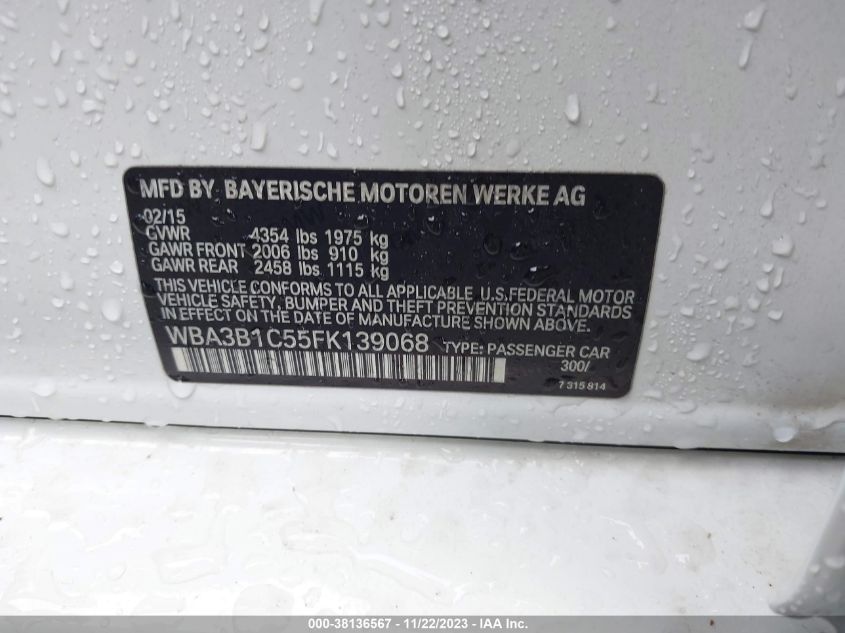 MFD BY BAYERISCHE MOTOREN WERKE AG
02/15
GVWR 4354 lbs 1975 kg
GAWR FRONT 2006 lbs 910 kg
GAWR REAR 2458 lbs 1115 kg
THIS VEHICLE CONFORMS TO ALL APPLICABLE U.S.FEDERAL MOTOR
VEHICLE SAFETY, BUMPER AND THEFT PREVENTION STANDARDS
IN EFFECT ON THE DATE OF MANUFACTURE SHOWN ABOVE.
WBA3B1C55FK139068 TYPE: PASSENGER CAR
300/
7 315 814
000-38136567 - 11/22/2023 - IAA Inc.